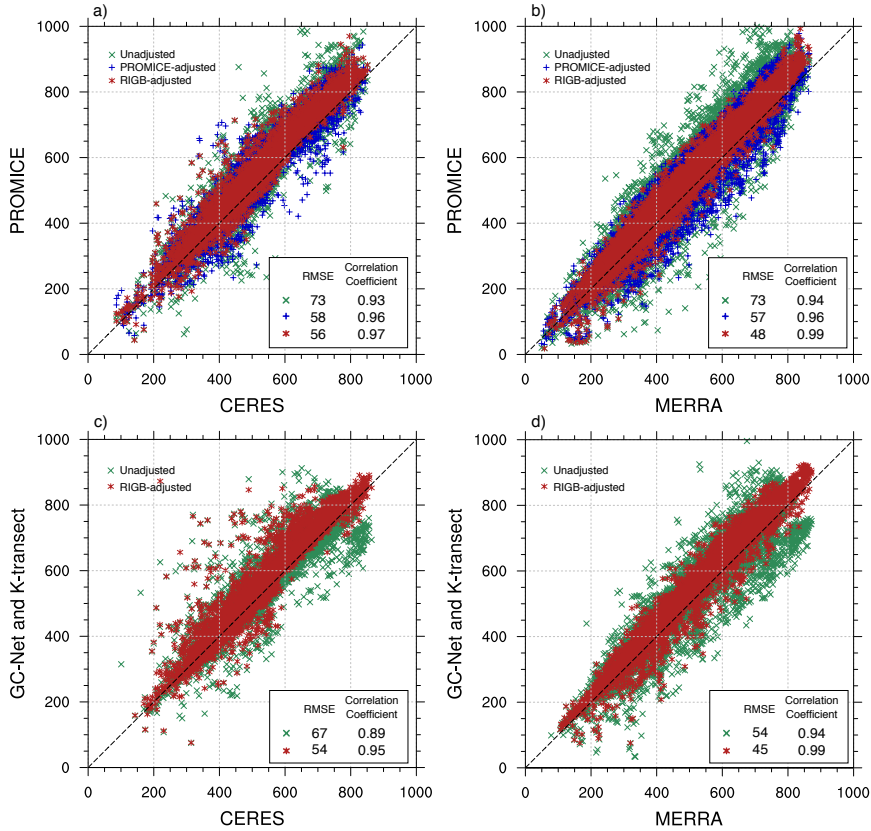 a)
Unadjusted
PROMICE-adjusted
RIGB-adjusted
PROMICE
1000
800
600
400
200
0
RMSE
Correlation
Coefficient
73 0.93
58 0.96
56 0.97
0 200 400 600 800 1000
CERES
b)
Unadjusted
PROMICE-adjusted
RIGB-adjusted
PROMICE
1000
800
600
400
200
0
RMSE
Correlation
Coefficient
73 0.94
57 0.96
48 0.99
0 200 400 600 800 1000
MERRA
c)
Unadjusted
RIGB-adjusted
GC-Net and K-transect
1000
800
600
400
200
0
RMSE
Correlation
Coefficient
67 0.89
54 0.95
0 200 400 600 800 1000
CERES
d)
Unadjusted
RIGB-adjusted
GC-Net and K-transect
1000
800
600
400
200
0
RMSE
Correlation
Coefficient
54 0.94
45 0.99
0 200 400 600 800 1000
MERRA